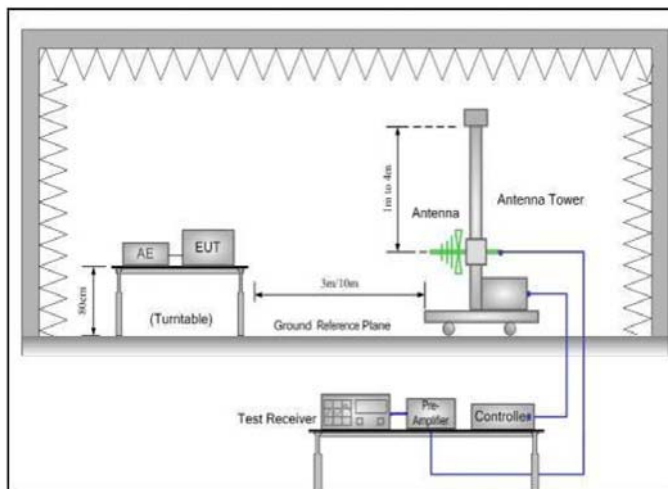 1m to 4m
Antenna
Antenna Tower
AE
EUT
80cm
(Turntable)
3m/10m
Ground Reference Plane
Test Receiver
Pre-
Amplifier
Controller